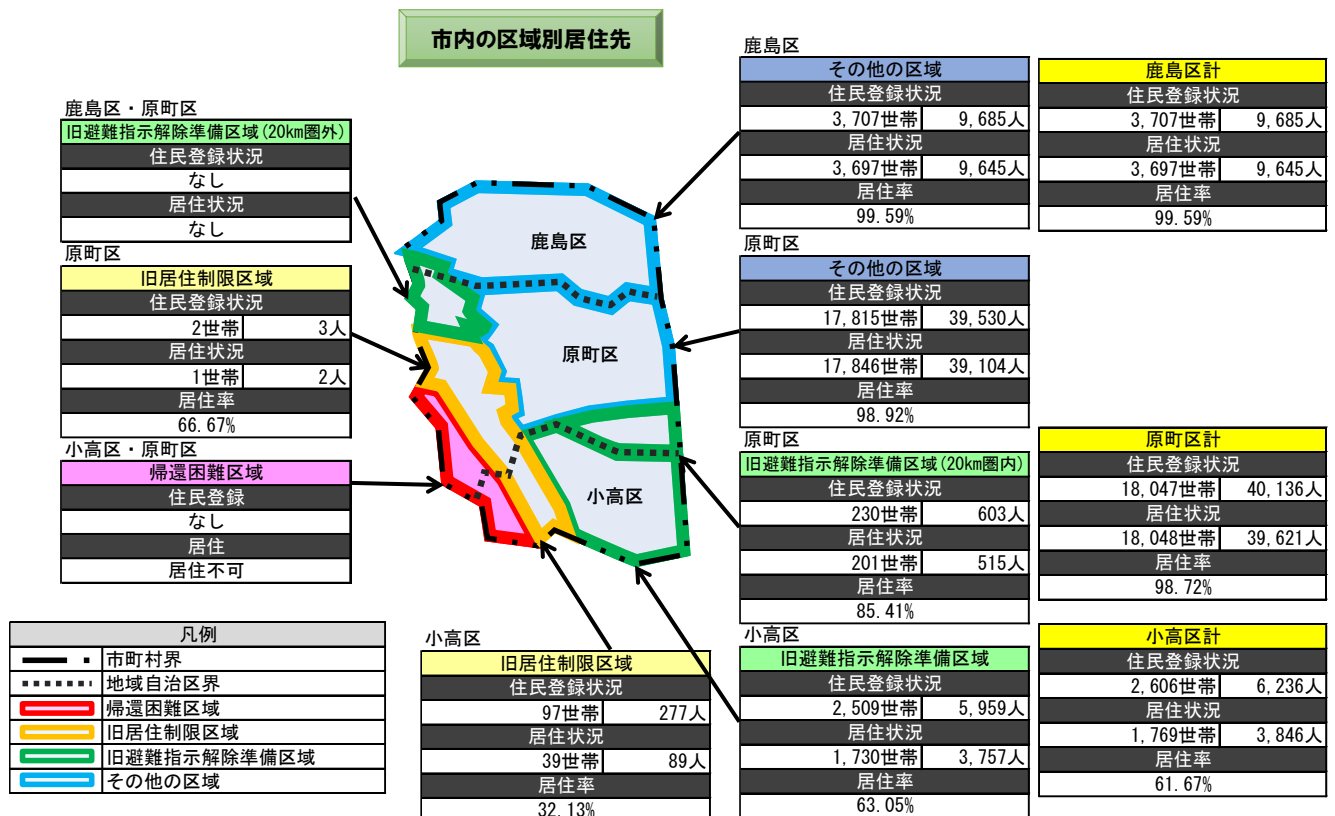 市内の区域別居住先
鹿島区・原町区
旧避難指示解除準備区域(20km圏外)
住民登録状況
なし
居住状況
なし
原町区
旧居住制限区域
住民登録状況
2世帯 3人
居住状況
1世帯 2人
居住率
66.67%
小高区・原町区
帰還困難区域
住民登録
なし
居住
居住不可
鹿島区
原町区
小高区
鹿島区
その他の区域
住民登録状況
3,707世帯 9,685人
居住状況
3,697世帯 9,645人
居住率
99.59%
鹿島区計
住民登録状況
3,707世帯 9,685人
居住状況
3,697世帯 9,645人
居住率
99.59%
原町区
その他の区域
住民登録状況
17,815世帯 39,530人
居住状況
17,846世帯 39,104人
居住率
98.92%
原町区
旧避難指示解除準備区域(20km圏内)
住民登録状況
230世帯 603人
居住状況
201世帯 515人
居住率
85.41%
原町区計
住民登録状況
18,047世帯 40,136人
居住状況
18,048世帯 39,621人
居住率
98.72%
凡例
市町村界
地域自治区界
帰還困難区域
旧居住制限区域
旧避難指示解除準備区域
その他の区域
小高区
旧居住制限区域
住民登録状況
97世帯 277人
居住状況
39世帯 89人
居住率
32.13%
小高区
旧避難指示解除準備区域
住民登録状況
2,509世帯 5,959人
居住状況
1,730世帯 3,757人
居住率
63.05%
小高区計
住民登録状況
2,606世帯 6,236人
居住状況
1,769世帯 3,846人
居住率
61.67%